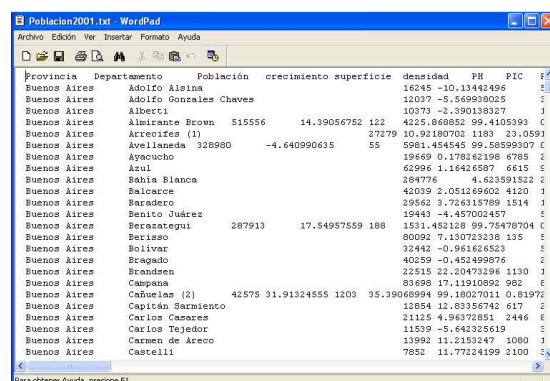 Poblacion2001.txt - WordPad
Archivo Edición Ver Insertar Formato Ayuda
Provincia Departamento Población crecimiento superficie densidad PH PIC
Buenos Aires Adolfo Alsina 16245 -10.13442496
Buenos Aires Adolfo Gonzales Chaves 12037 -5.569938025
Buenos Aires Alberti 10373 -2.390138327
Buenos Aires Almirante Brown 515556 14.39056752 122 4225.868852 99.4105393
Buenos Aires Arrecifes (1) 27279 10.92180702 1183 23.0591
Buenos Aires Avellaneda 328980 -4.640990635 55 5981.454545 99.58599307
Buenos Aires Ayacucho 19669 0.178262198 6785
Buenos Aires Azul 62996 1.16426587 6615
Buenos Aires Bahía Blanca 284776 4.623591522
Buenos Aires Balcarce 42039 2.051269602 4120
Buenos Aires Baradero 29562 3.726315789 1514
Buenos Aires Benito Juárez 19443 -4.457002457
Buenos Aires Berazategui 287913 17.54957559 188 1531.452128 99.75478704
Buenos Aires Berisso 80092 7.130723238 135
Buenos Aires Bolívar 32442 -0.961626523
Buenos Aires Bragado 40259 -0.452499876
Buenos Aires Brandsen 22515 22.20473296 1130
Buenos Aires Campana 83698 17.11910892 982
Buenos Aires Cañuelas (2) 42575 31.91324555 1203 35.39068994 99.18027011 0.81972
Buenos Aires Capitán Sarmiento 12854 12.83356742 617
Buenos Aires Carlos Casares 21125 4.96372851 2446
Buenos Aires Carlos Tejedor 11539 -5.642325619
Buenos Aires Carmen de Areco 13992 11.2153247 1080
Buenos Aires Castelli 7852 11.77224199 2100
Para obtener Ayuda, presione F1